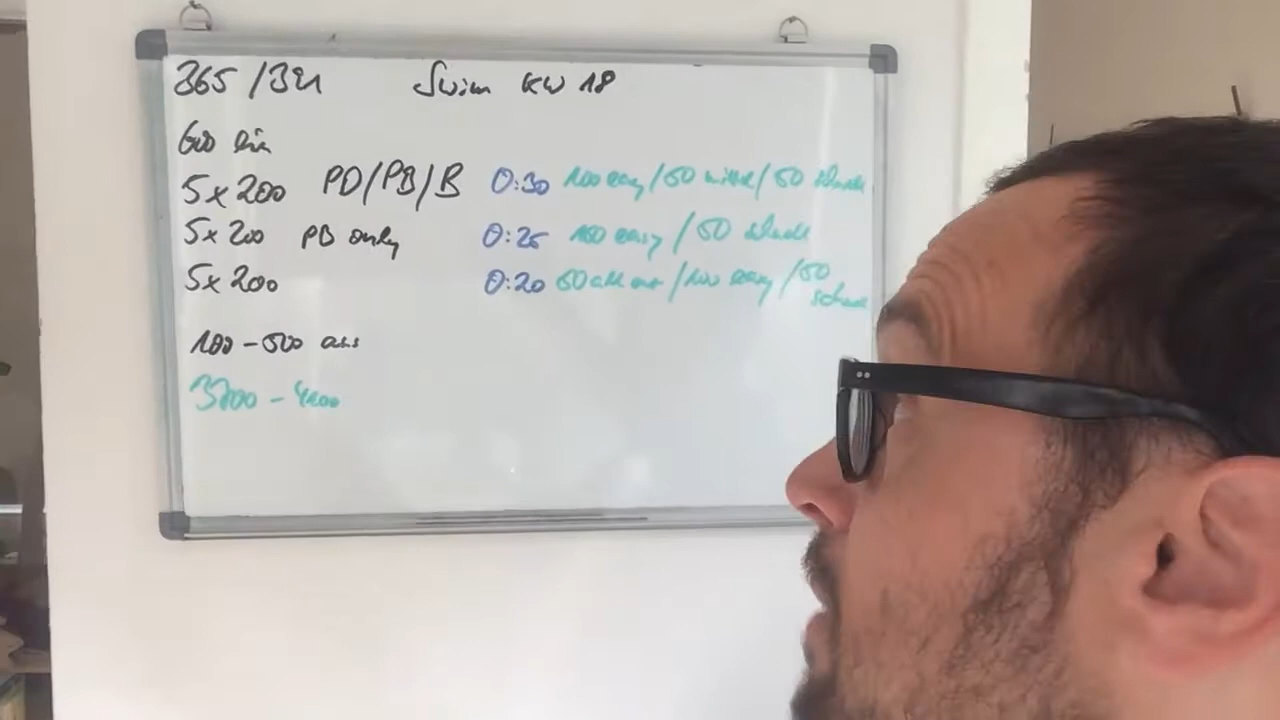 365/321 Swim KW 18
600 Ein
5x200 PD/PB/B 0:30 100 easy/50 mittel/50 schnell
5x200 PB only 0:25 150 easy/50 schnell
5x200 0:20 50 all out/100 easy/50 schnell
100-500 aus
3700-4100